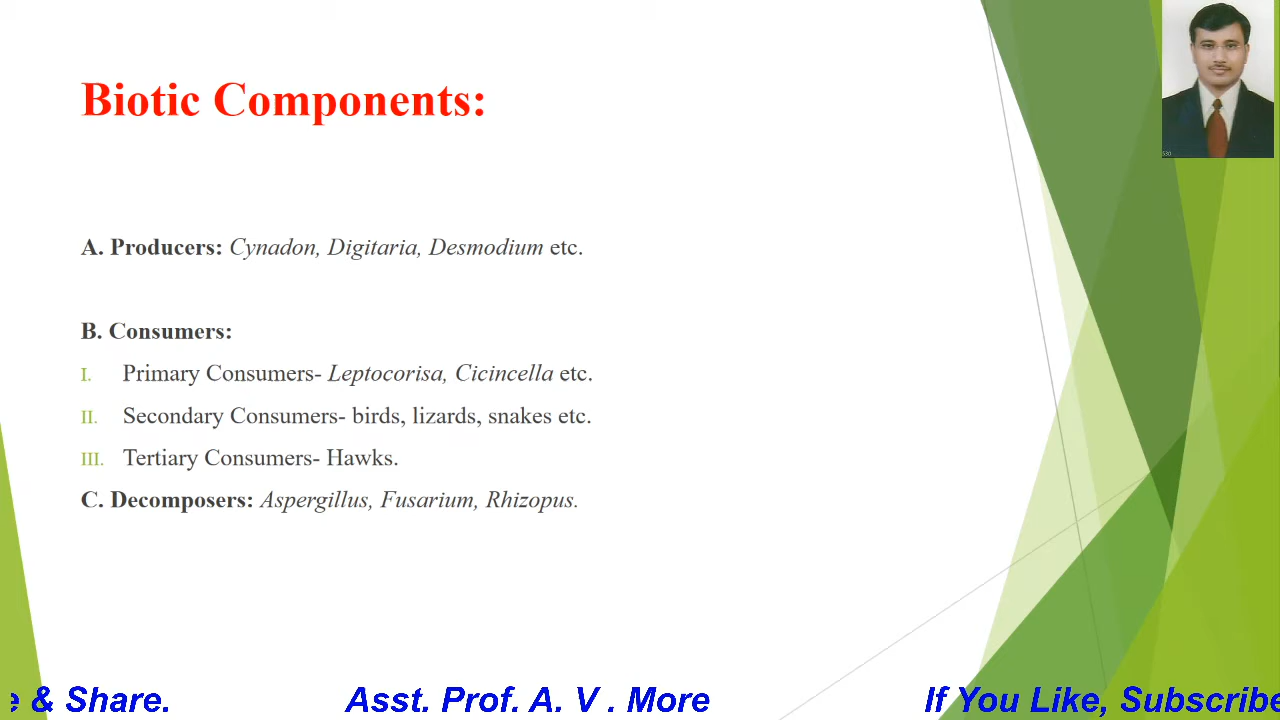 Biotic Components:
A. Producers: Cynadon, Digitaria, Desmodium etc.
B. Consumers:
I. Primary Consumers- Leptocorisa, Cicincella etc.
II. Secondary Consumers- birds, lizards, snakes etc.
III. Tertiary Consumers- Hawks.
C. Decomposers: Aspergillus, Fusarium, Rhizopus.
& Share. Asst. Prof. A. V . More If You Like, Subscribe